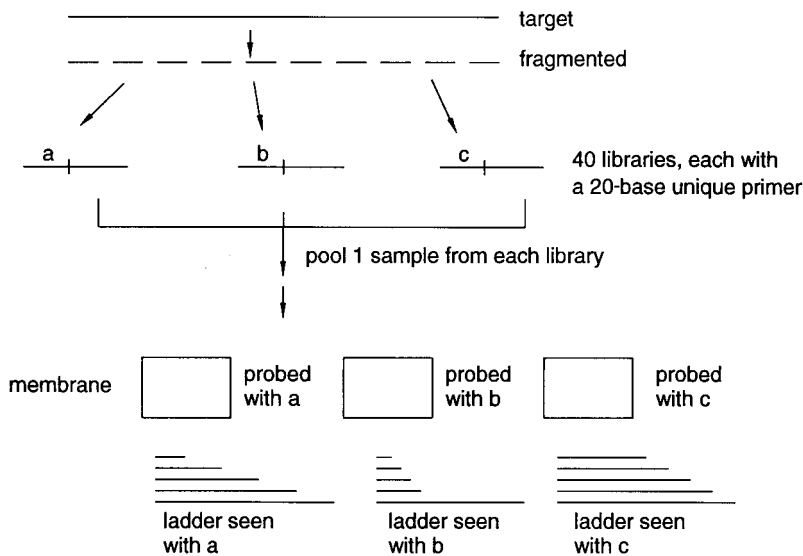 target
fragmented
a
b
c
40 libraries, each with
a 20-base unique primer
pool 1 sample from each library
membrane
probed
with a
probed
with b
probed
with c
ladder seen
with a
ladder seen
with b
ladder seen
with c